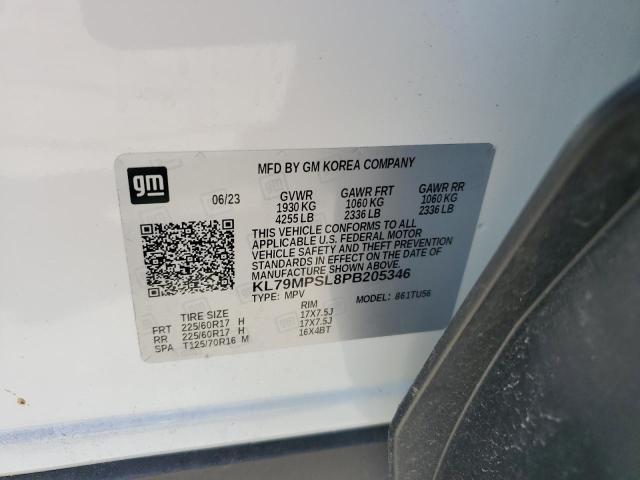 MFD BY GM KOREA COMPANY
gm
06/23 GVWR GAWR FRT GAWR RR
1930 KG 1060 KG 1060 KG
4255 LB 2336 LB 2336 LB
THIS VEHICLE CONFORMS TO ALL
APPLICABLE U.S. FEDERAL MOTOR
VEHICLE SAFETY AND THEFT PREVENTION
STANDARDS IN EFFECT ON THE DATE OF
MANUFACTURE SHOWN ABOVE.
KL79MPSL8PB205346
TYPE: MPV MODEL: 861TU56
TIRE SIZE RIM
FRT 225/60R17 H 17X7.5J
RR 225/60R17 H 17X7.5J
SPA T125/70R16 M 16X4BT